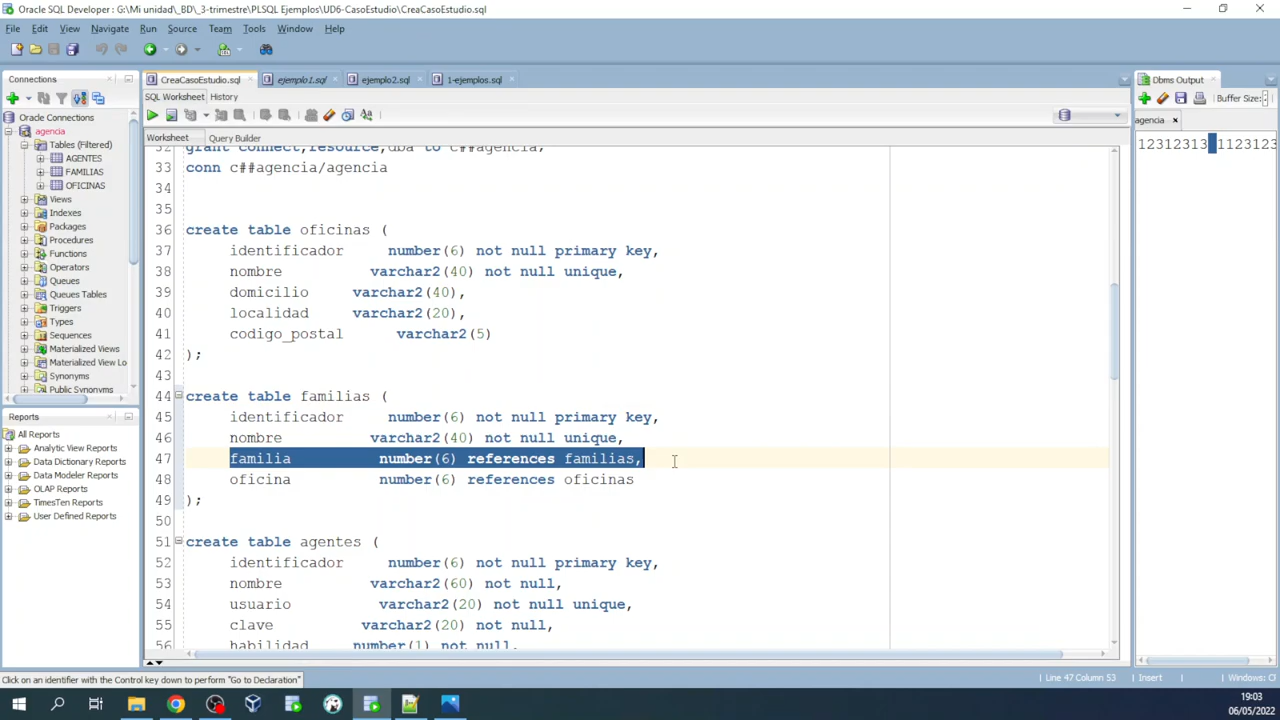 Oracle SQL Developer : G:\Mi unidad\_BD\_3-trimestre\PLSQL Ejemplos\UD6-CasoEstudio\CreaCasoEstudio.sql
File Edit View Navigate Run Source Team Tools Window Help
Connections
CreaCasoEstudio.sql ejemplo1.sql ejemplo2.sql 1-ejemplos.sql
Dbms Output
SQL Worksheet History
Buffer Size:
Oracle Connections
agencia
Tables (Filtered)
AGENTES
FAMILIAS
OFICINAS
Views
Indexes
Packages
Procedures
Functions
Operators
Queues
Queues Tables
Triggers
Types
Sequences
Materialized Views
Materialized View Lo
Synonyms
Public Synonyms
Reports
All Reports
Analytic View Reports
Data Dictionary Reports
Data Modeler Reports
OLAP Reports
TimesTen Reports
User Defined Reports
Worksheet Query Builder
32 grant connect,resource,dba to c##agencia;
33 conn c##agencia/agencia
34
35
36 create table oficinas (
37 identificador number(6) not null primary key,
38 nombre varchar2(40) not null unique,
39 domicilio varchar2(40),
40 localidad varchar2(20),
41 codigo_postal varchar2(5)
42 );
43
44 create table familias (
45 identificador number(6) not null primary key,
46 nombre varchar2(40) not null unique,
47 familia number(6) references familias,
48 oficina number(6) references oficinas
49 );
50
51 create table agentes (
52 identificador number(6) not null primary key,
53 nombre varchar2(60) not null,
54 usuario varchar2(20) not null unique,
55 clave varchar2(20) not null,
56 habilidad number(1) not null,
agencia
12312313 1123123
Click on an identifier with the Control key down to perform "Go to Declaration"
Line 47 Column 53 Insert Windows: C
19:03
06/05/2022